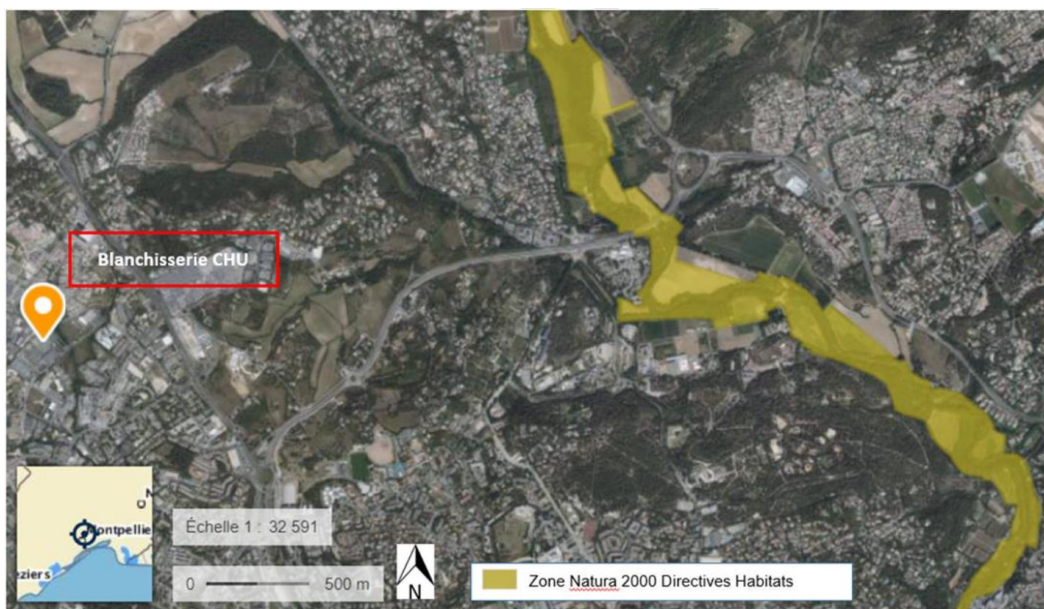 Blanchisserie CHU
Montpellie
eziers
Échelle 1 : 32 591
0 500 m
N
Zone Natura 2000 Directives Habitats